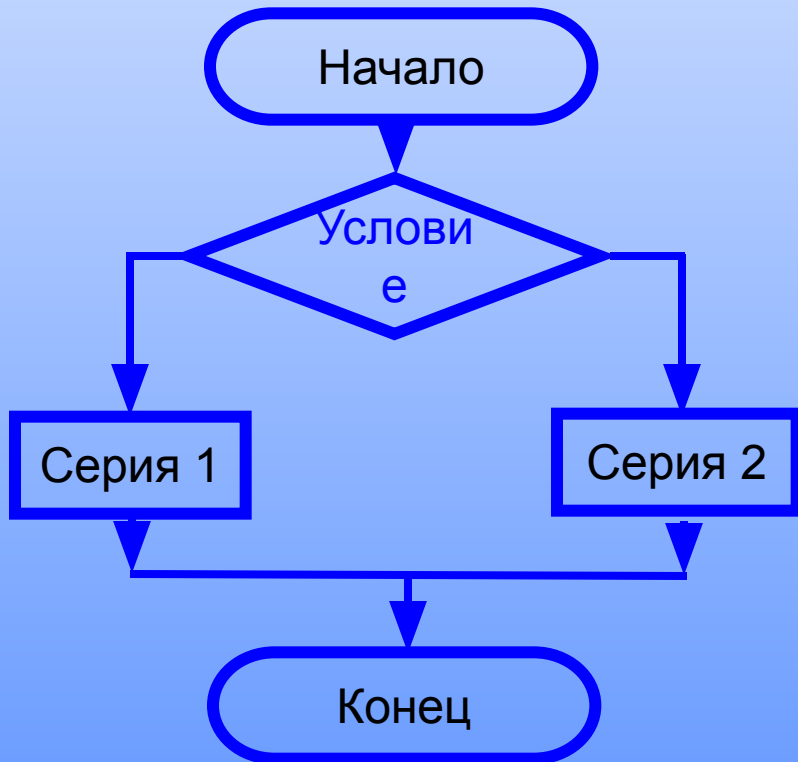 Начало
Услови
е
Серия 1
Серия 2
Конец